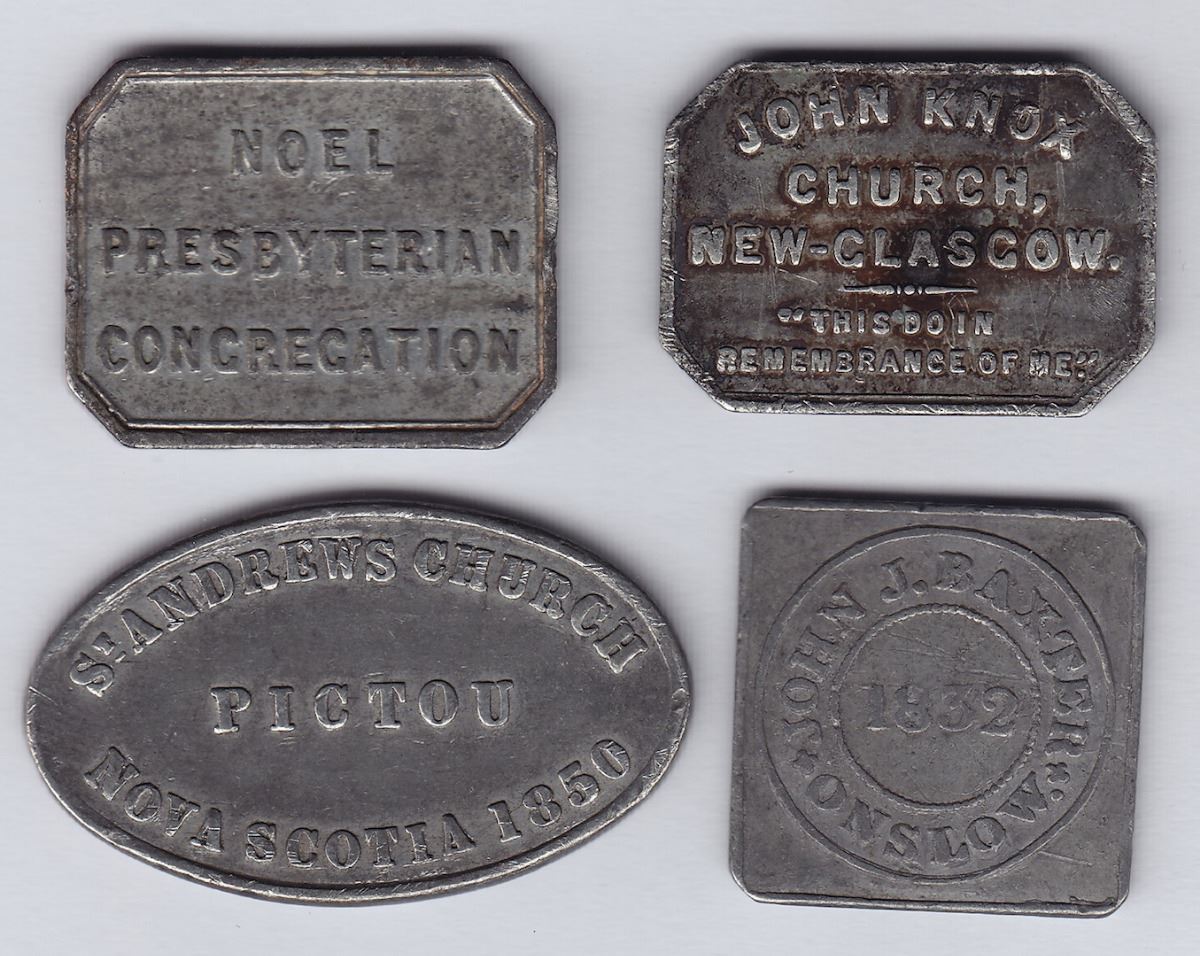 NOEL
PRESBYTERIAN
CONGREGATION
JOHN KNOX
CHURCH,
NEW-GLASGOW.
"THIS DO IN
REMEMBRANCE OF ME."
ST ANDREWS CHURCH
PICTOU
NOVA SCOTIA 1850
JOHN J. BAXTER
1832
ONSLOW.